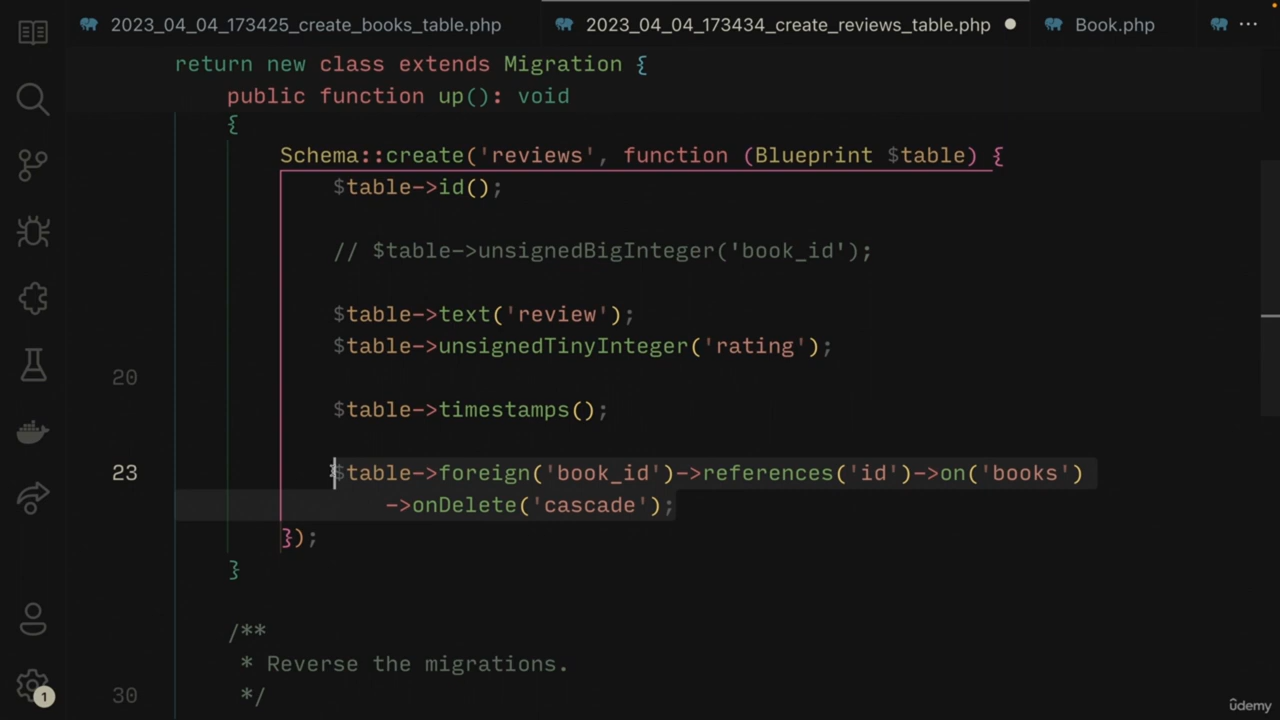 2023_04_04_173425_create_books_table.php 2023_04_04_173434_create_reviews_table.php Book.php
return new class extends Migration {
public function up(): void
{
Schema::create('reviews', function (Blueprint $table) {
$table->id();
// $table->unsignedBigInteger('book_id');
$table->text('review');
$table->unsignedTinyInteger('rating');
20
$table->timestamps();
23 $table->foreign('book_id')->references('id')->on('books')
->onDelete('cascade');
});
}
/**
* Reverse the migrations.
30 */
1
ûdemy